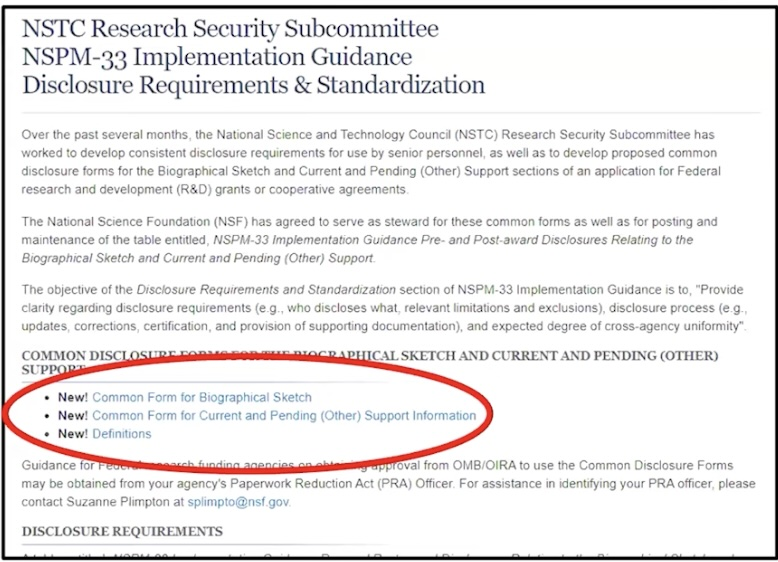 NSTC Research Security Subcommittee
NSPM-33 Implementation Guidance
Disclosure Requirements & Standardization
Over the past several months, the National Science and Technology Council (NSTC) Research Security Subcommittee has
worked to develop consistent disclosure requirements for use by senior personnel, as well as to develop proposed common
disclosure forms for the Biographical Sketch and Current and Pending (Other) Support sections of an application for Federal
research and development (R&D) grants or cooperative agreements.
The National Science Foundation (NSF) has agreed to serve as steward for these common forms as well as for posting and
maintenance of the table entitled, NSPM-33 Implementation Guidance Pre- and Post-award Disclosures Relating to the
Biographical Sketch and Current and Pending (Other) Support.
The objective of the Disclosure Requirements and Standardization section of NSPM-33 Implementation Guidance is to, "Provide
clarity regarding disclosure requirements (e.g., who discloses what, relevant limitations and exclusions), disclosure process (e.g.,
updates, corrections, certification, and provision of supporting documentation), and expected degree of cross-agency uniformity".
COMMON DISCLOSURE FORMS FOR THE BIOGRAPHICAL SKETCH AND CURRENT AND PENDING (OTHER)
SUPPORT
• New! Common Form for Biographical Sketch
• New! Common Form for Current and Pending (Other) Support Information
• New! Definitions
Guidance for Federal research funding agencies on obtaining approval from OMB/OIRA to use the Common Disclosure Forms
may be obtained from your agency's Paperwork Reduction Act (PRA) Officer. For assistance in identifying your PRA officer, please
contact Suzanne Plimpton at splimpto@nsf.gov.
DISCLOSURE REQUIREMENTS